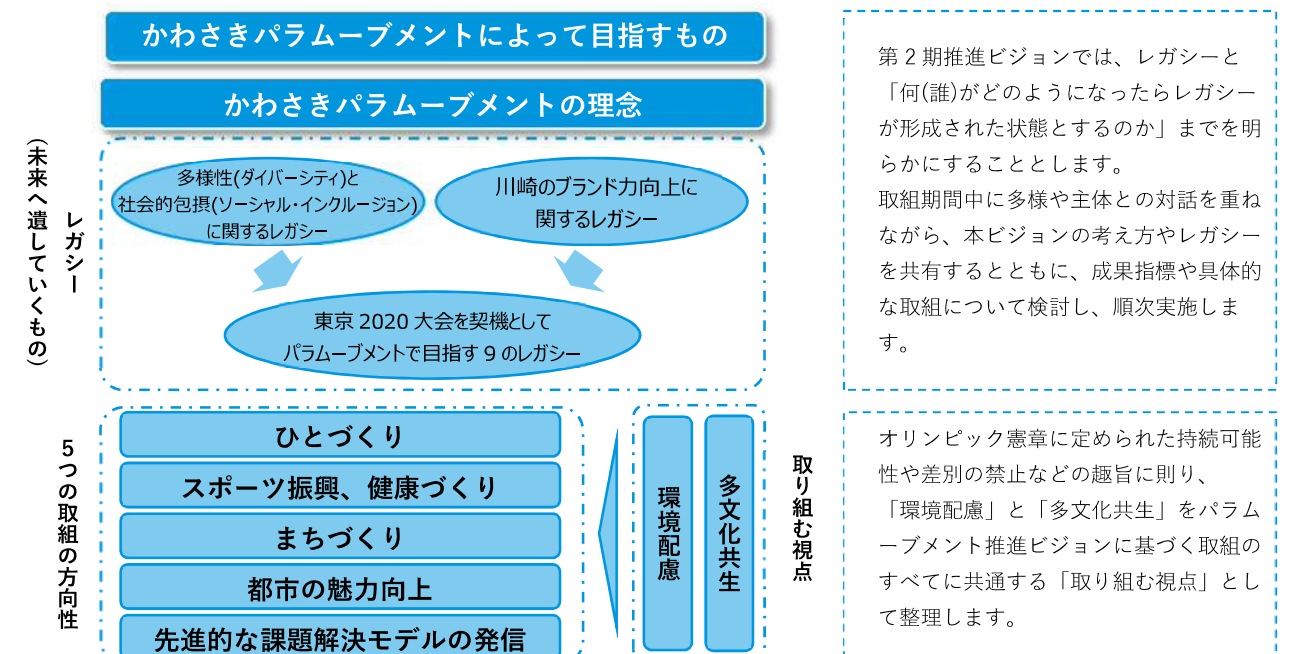 かわさきパラムーブメントによって目指すもの
かわさきパラムーブメントの理念
レガシー
(未来へ遺していくもの)
多様性(ダイバーシティ)と
社会的包摂(ソーシャル・インクルージョン)
に関するレガシー
川崎のブランド力向上に
関するレガシー
東京 2020 大会を契機として
パラムーブメントで目指す 9 のレガシー
第 2 期推進ビジョンでは、レガシーと
「何(誰)がどのようになったらレガシー
が形成された状態とするのか」までを明
らかにすることとします。
取組期間中に多様や主体との対話を重ね
ながら、本ビジョンの考え方やレガシー
を共有するとともに、成果指標や具体的
な取組について検討し、順次実施しま
す。
5つの取組の方向性
ひとづくり
スポーツ振興、健康づくり
まちづくり
都市の魅力向上
先進的な課題解決モデルの発信
環境配慮
多文化共生
取り組む視点
オリンピック憲章に定められた持続可能
性や差別の禁止などの趣旨に則り、
「環境配慮」と「多文化共生」をパラム
ーブメント推進ビジョンに基づく取組の
すべてに共通する「取り組む視点」とし
て整理します。